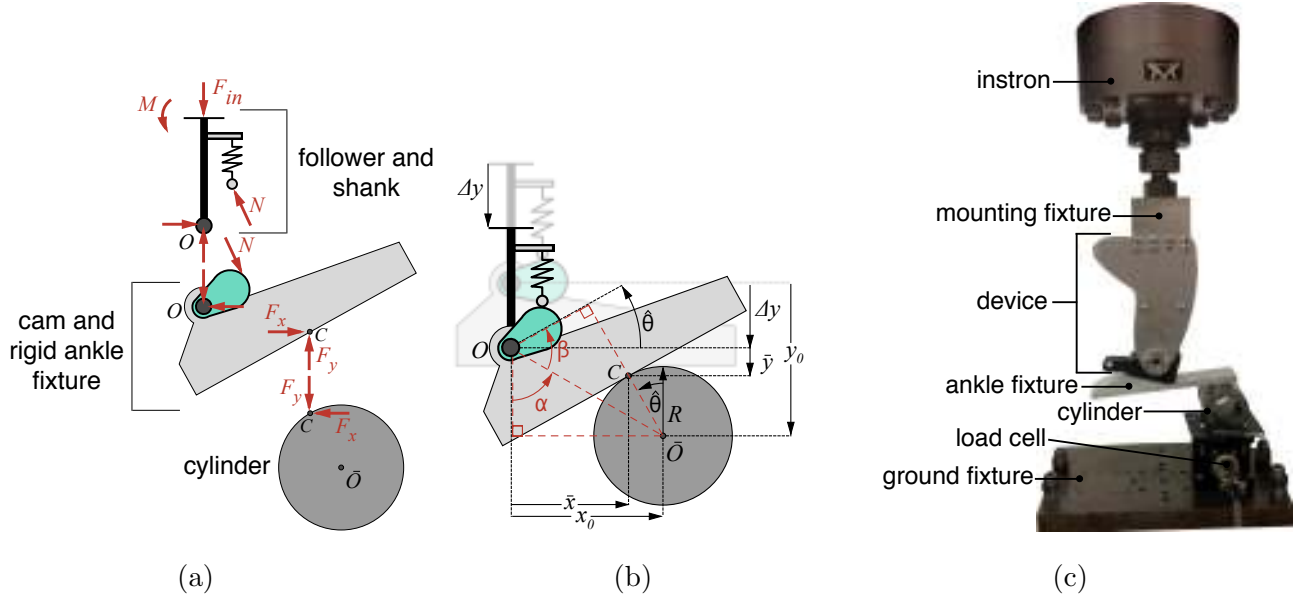 M
F_in
follower and
shank
N
O
N
O
cam and
rigid ankle
fixture
F_x
C
F_y
F_y
C
F_x
cylinder
Ō
(a)
Δy
θ̂
Δy
O
β
y_0
ȳ
C
α
θ̂
R
Ō
x̄
x_0
(b)
instron
mounting fixture
device
ankle fixture
cylinder
load cell
ground fixture
(c)